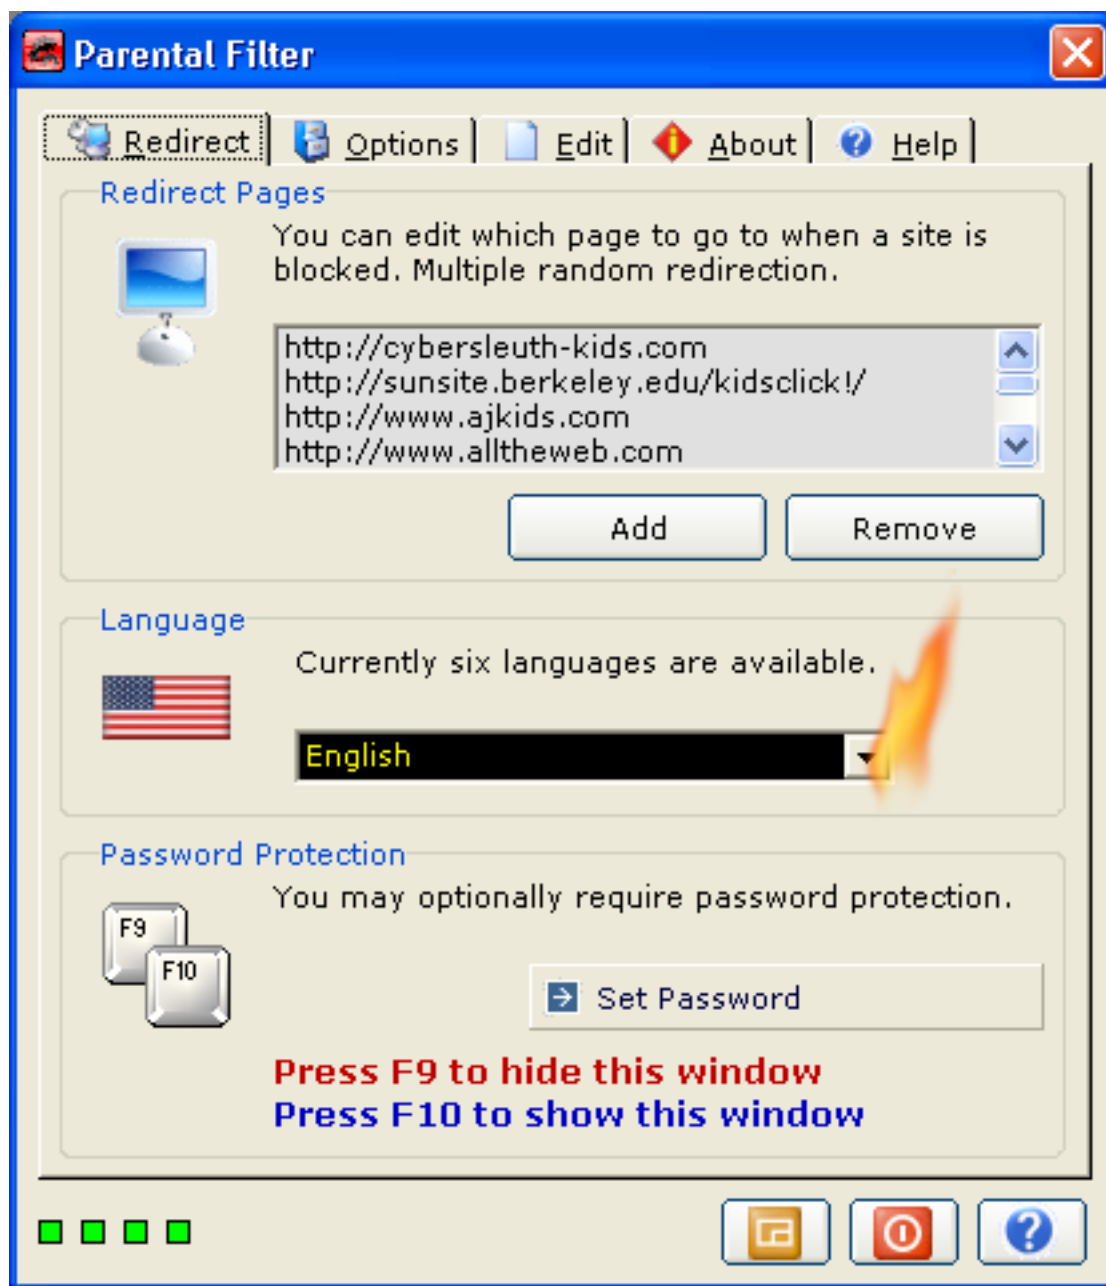 Parental Filter
Redirect
Options
Edit
About
Help
Redirect Pages
You can edit which page to go to when a site is
blocked. Multiple random redirection.
http://cybersleuth-kids.com
http://sunsite.berkeley.edu/kidsclick!/
http://www.ajkids.com
http://www.alltheweb.com
Add
Remove
Language
Currently six languages are available.
English
Password Protection
You may optionally require password protection.
F9
F10
Set Password
Press F9 to hide this window
Press F10 to show this window